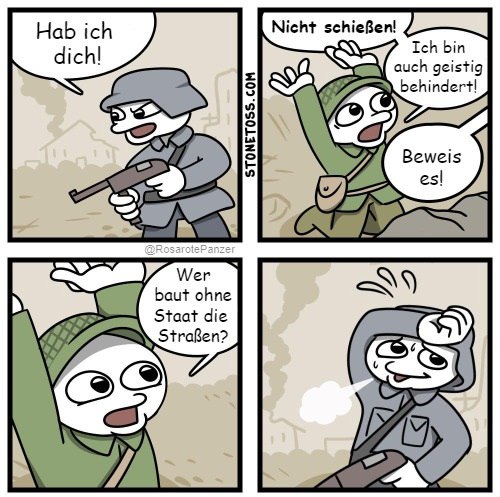 Hab ich
dich!
Nicht schießen!
Ich bin
auch geistig
behindert!
Beweis
es!
STONETOSS.COM
@RosarotePanzer
Wer
baut ohne
Staat die
Straßen?